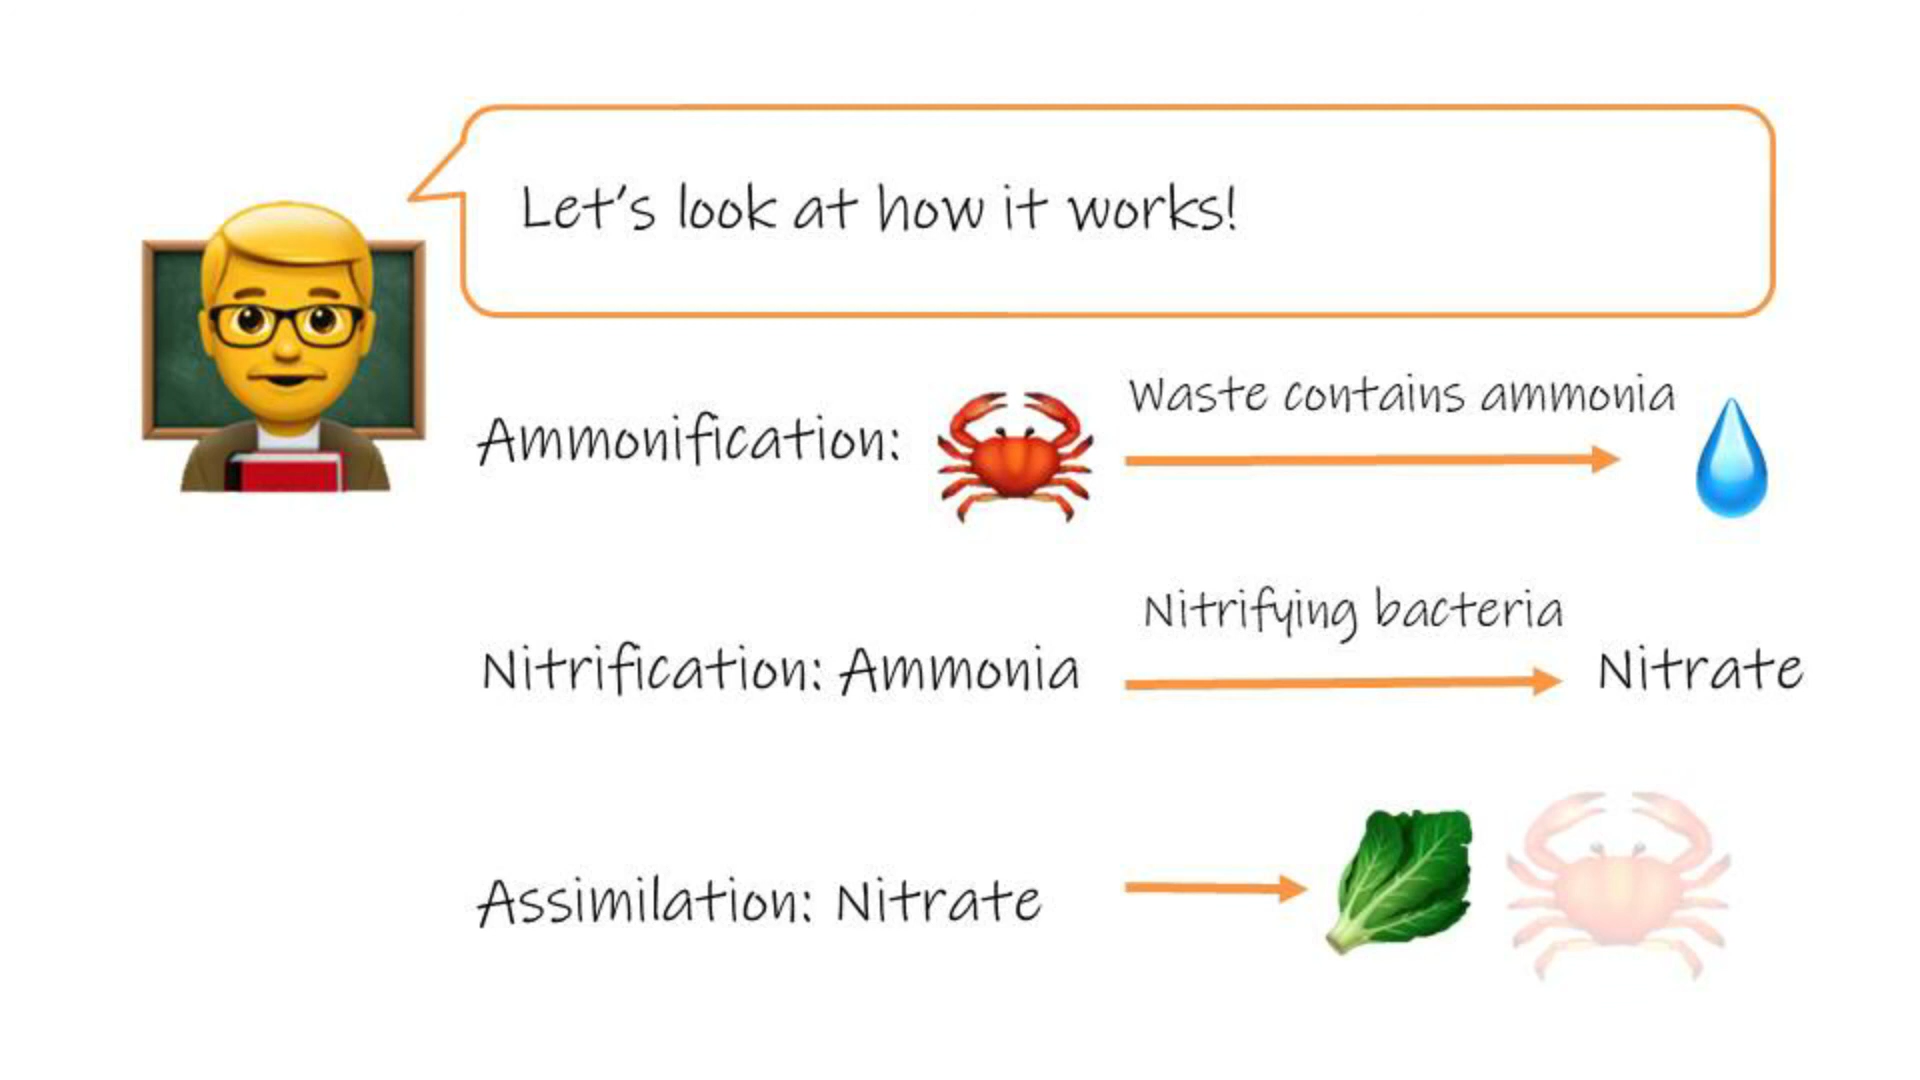 Let's look at how it works!
Waste contains ammonia
Ammonification:
Nitrifying bacteria
Nitrification: Ammonia Nitrate
Assimilation: Nitrate